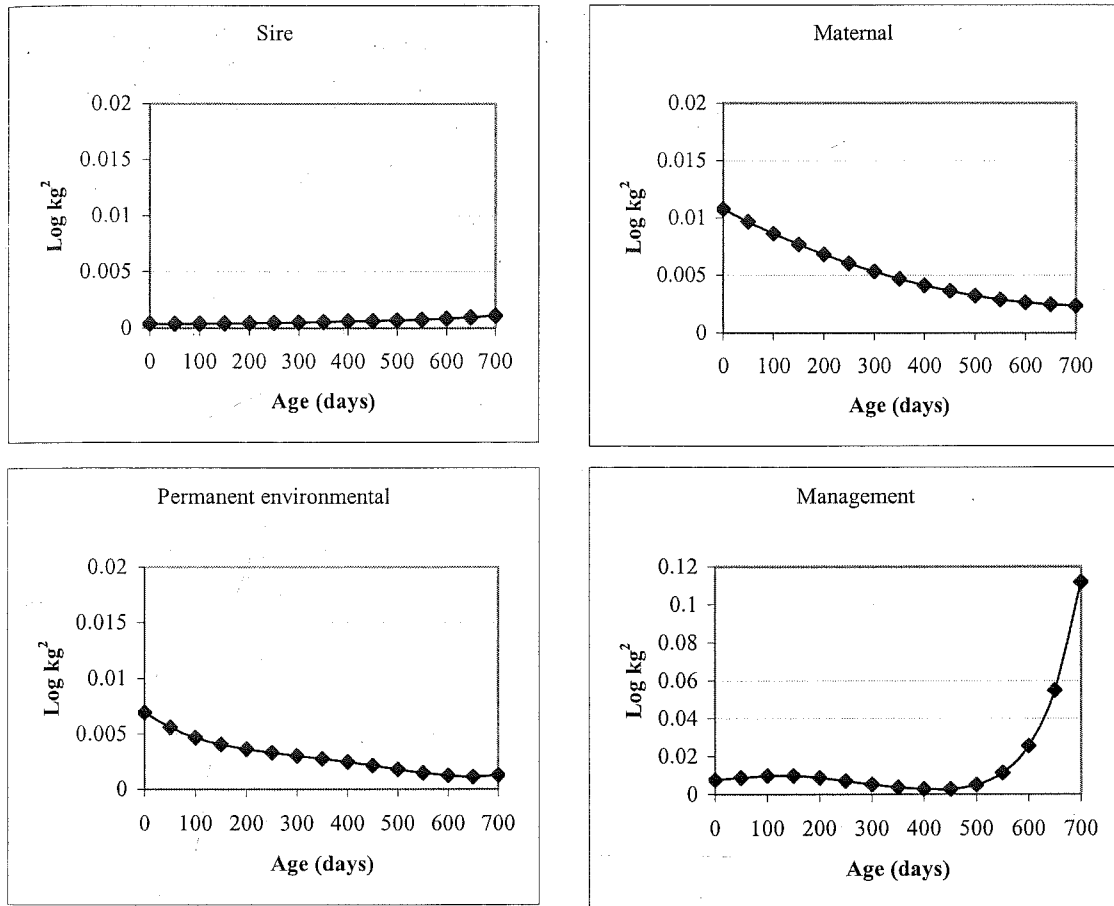 Sire
0.02
0.015
0.01
0.005
0
Log kg²
0 100 200 300 400 500 600 700
Age (days)
Maternal
0.02
0.015
0.01
0.005
0
Log kg²
0 100 200 300 400 500 600 700
Age (days)
Permanent environmental
0.02
0.015
0.01
0.005
0
Log kg²
0 100 200 300 400 500 600 700
Age (days)
Management
0.12
0.1
0.08
0.06
0.04
0.02
0
Log kg²
0 100 200 300 400 500 600 700
Age (days)